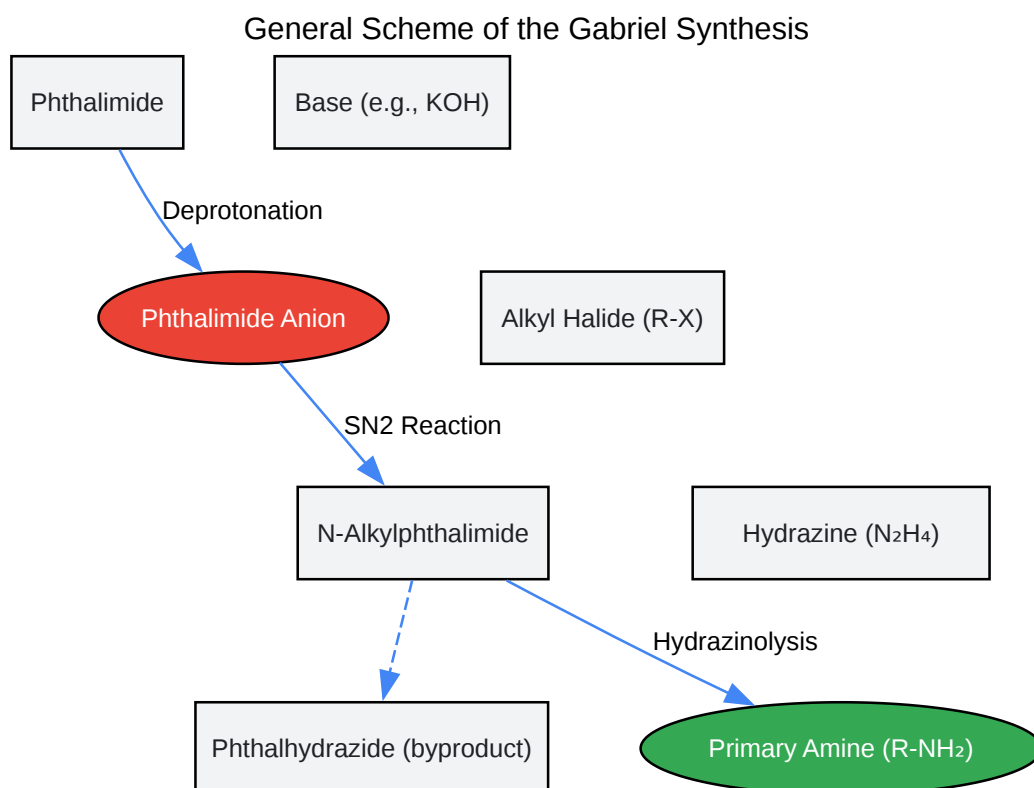 General Scheme of the Gabriel Synthesis
Phthalimide
Base (e.g., KOH)
Deprotonation
Phthalimide Anion
Alkyl Halide (R-X)
SN2 Reaction
N-Alkylphthalimide
Hydrazine (N₂H₄)
Hydrazinolysis
Phthalhydrazide (byproduct)
Primary Amine (R-NH₂)